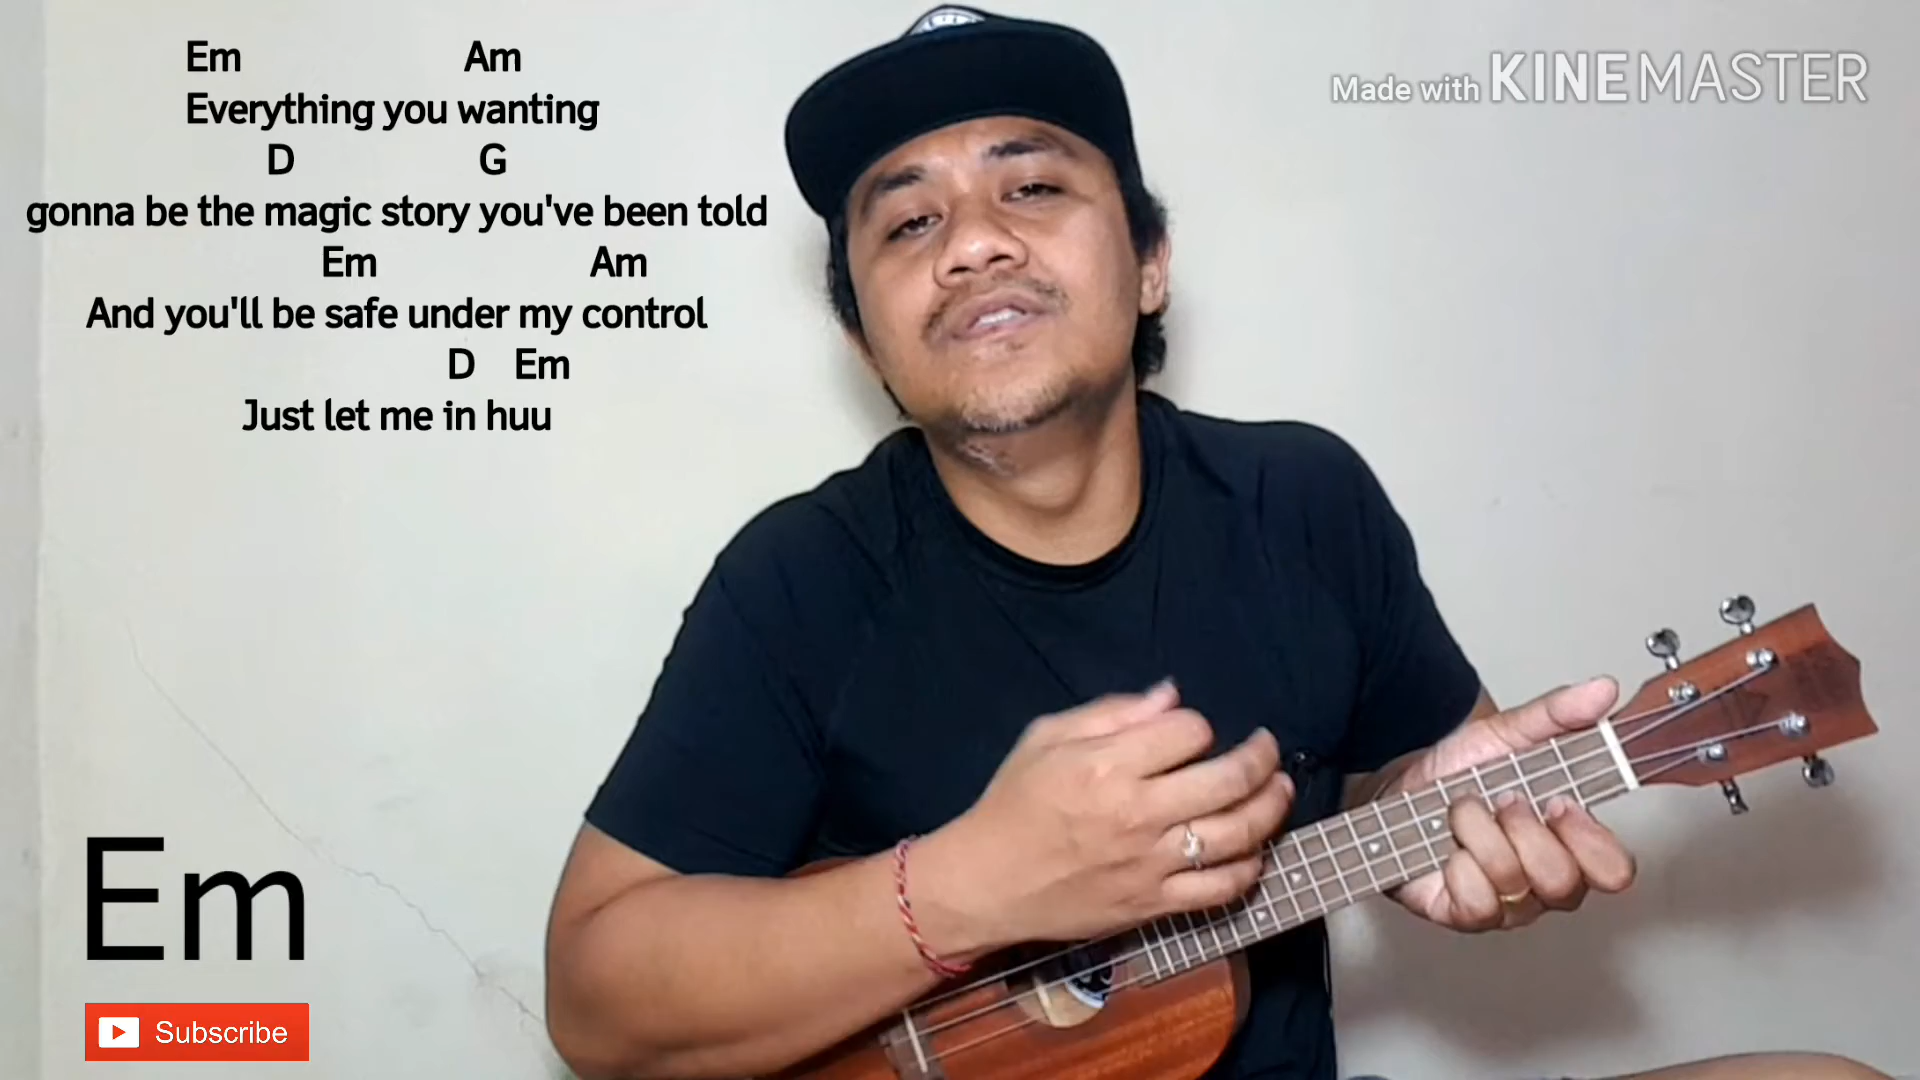 Em Am
Everything you wanting
D G
gonna be the magic story you've been told
Em Am
And you'll be safe under my control
D Em
Just let me in huu
Made with KINEMASTER
Em
Subscribe